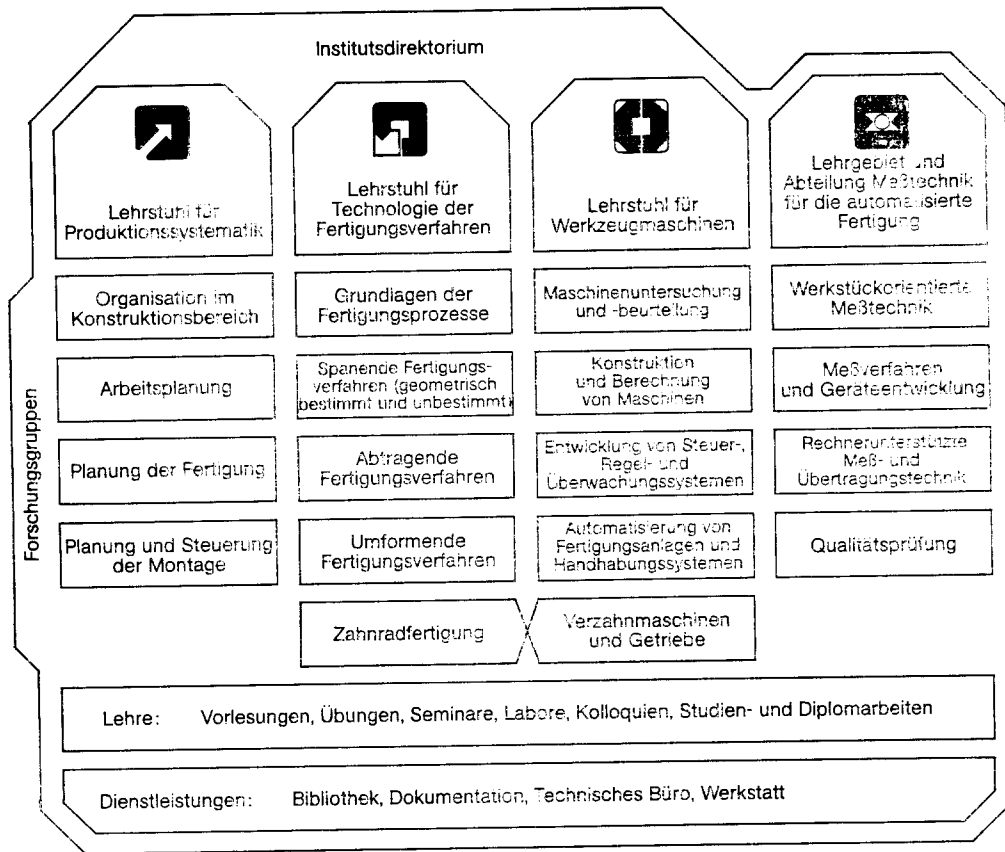 Institutsdirektorium
Lehrstuhl für
Produktionssystematik
Lehrstuhl für
Technologie der
Fertigungsverfahren
Lehrstuhl für
Werkzeugmaschinen
Lehrgebiet und
Abteilung Meßtechnik
für die automatisierte
Fertigung
Forschungsgruppen
Organisation im
Konstruktionsbereich
Grundlagen der
Fertigungsprozesse
Maschinenuntersuchung
und -beurteilung
Werkstückorientierte
Meßtechnik
Arbeitsplanung
Spanende Fertigungs-
verfahren (geometrisch
bestimmt und unbestimmt)
Konstruktion
und Berechnung
von Maschinen
Meßverfahren
und Geräteentwicklung
Planung der Fertigung
Abtragende
Fertigungsverfahren
Entwicklung von Steuer-,
Regel- und
Überwachungssystemen
Rechnerunterstützte
Meß- und
Übertragungstechnik
Planung und Steuerung
der Montage
Umformende
Fertigungsverfahren
Automatisierung von
Fertigungsanlagen und
Handhabungssystemen
Qualitätsprüfung
Zahnradfertigung
Verzahnmaschinen
und Getriebe
Lehre: Vorlesungen, Übungen, Seminare, Labore, Kolloquien, Studien- und Diplomarbeiten
Dienstleistungen: Bibliothek, Dokumentation, Technisches Büro, Werkstatt